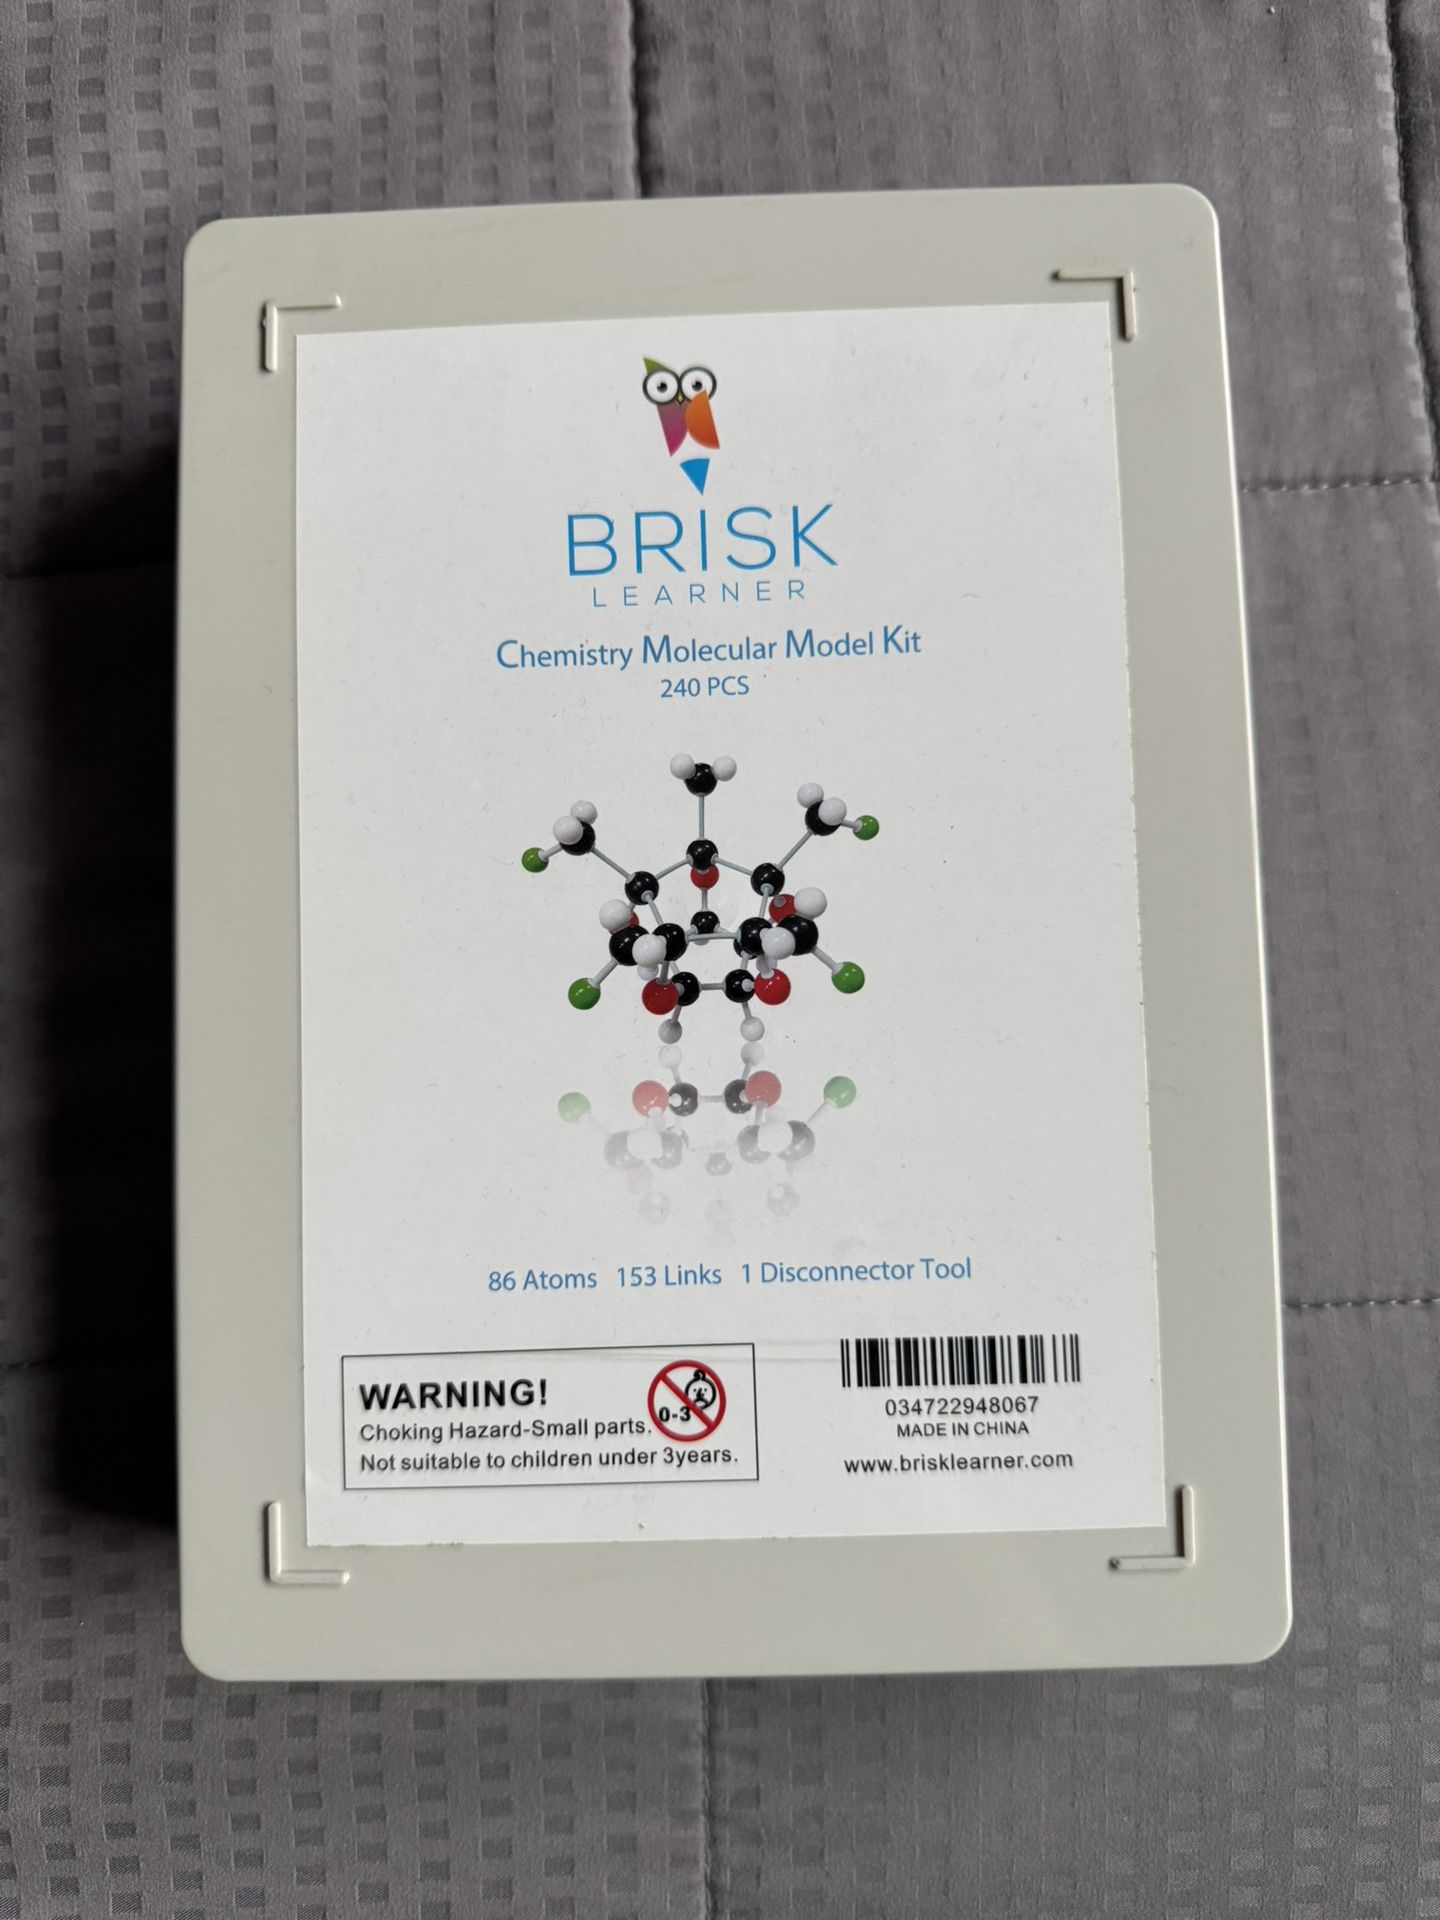 BRISK
LEARNER
Chemistry Molecular Model Kit
240 PCS
86 Atoms 153 Links 1 Disconnector Tool
WARNING!
Choking Hazard-Small parts.
0-3
Not suitable to children under 3years.
034722948067
MADE IN CHINA
www.brisklearner.com